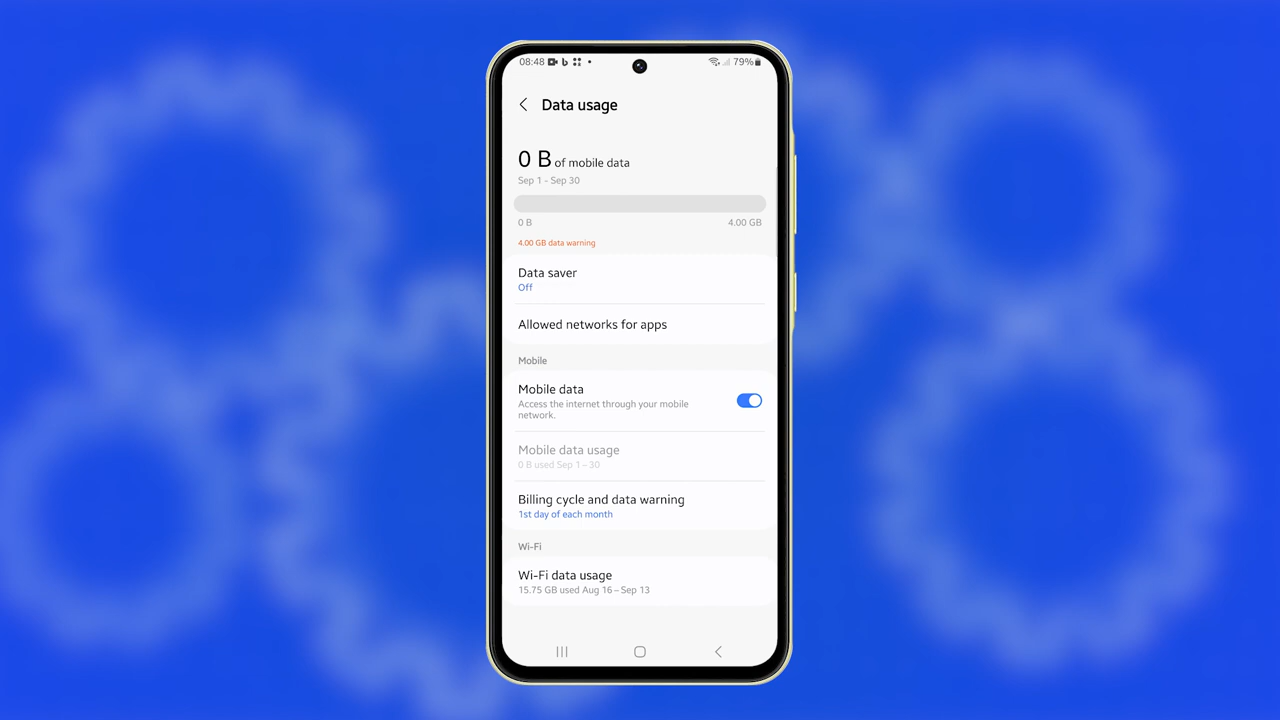 08:48 79%
Data usage
0 B of mobile data
Sep 1 - Sep 30
0 B 4.00 GB
4.00 GB data warning
Data saver
Off
Allowed networks for apps
Mobile
Mobile data
Access the internet through your mobile
network.
Mobile data usage
0 B used Sep 1 – 30
Billing cycle and data warning
1st day of each month
Wi-Fi
Wi-Fi data usage
15.75 GB used Aug 16 – Sep 13